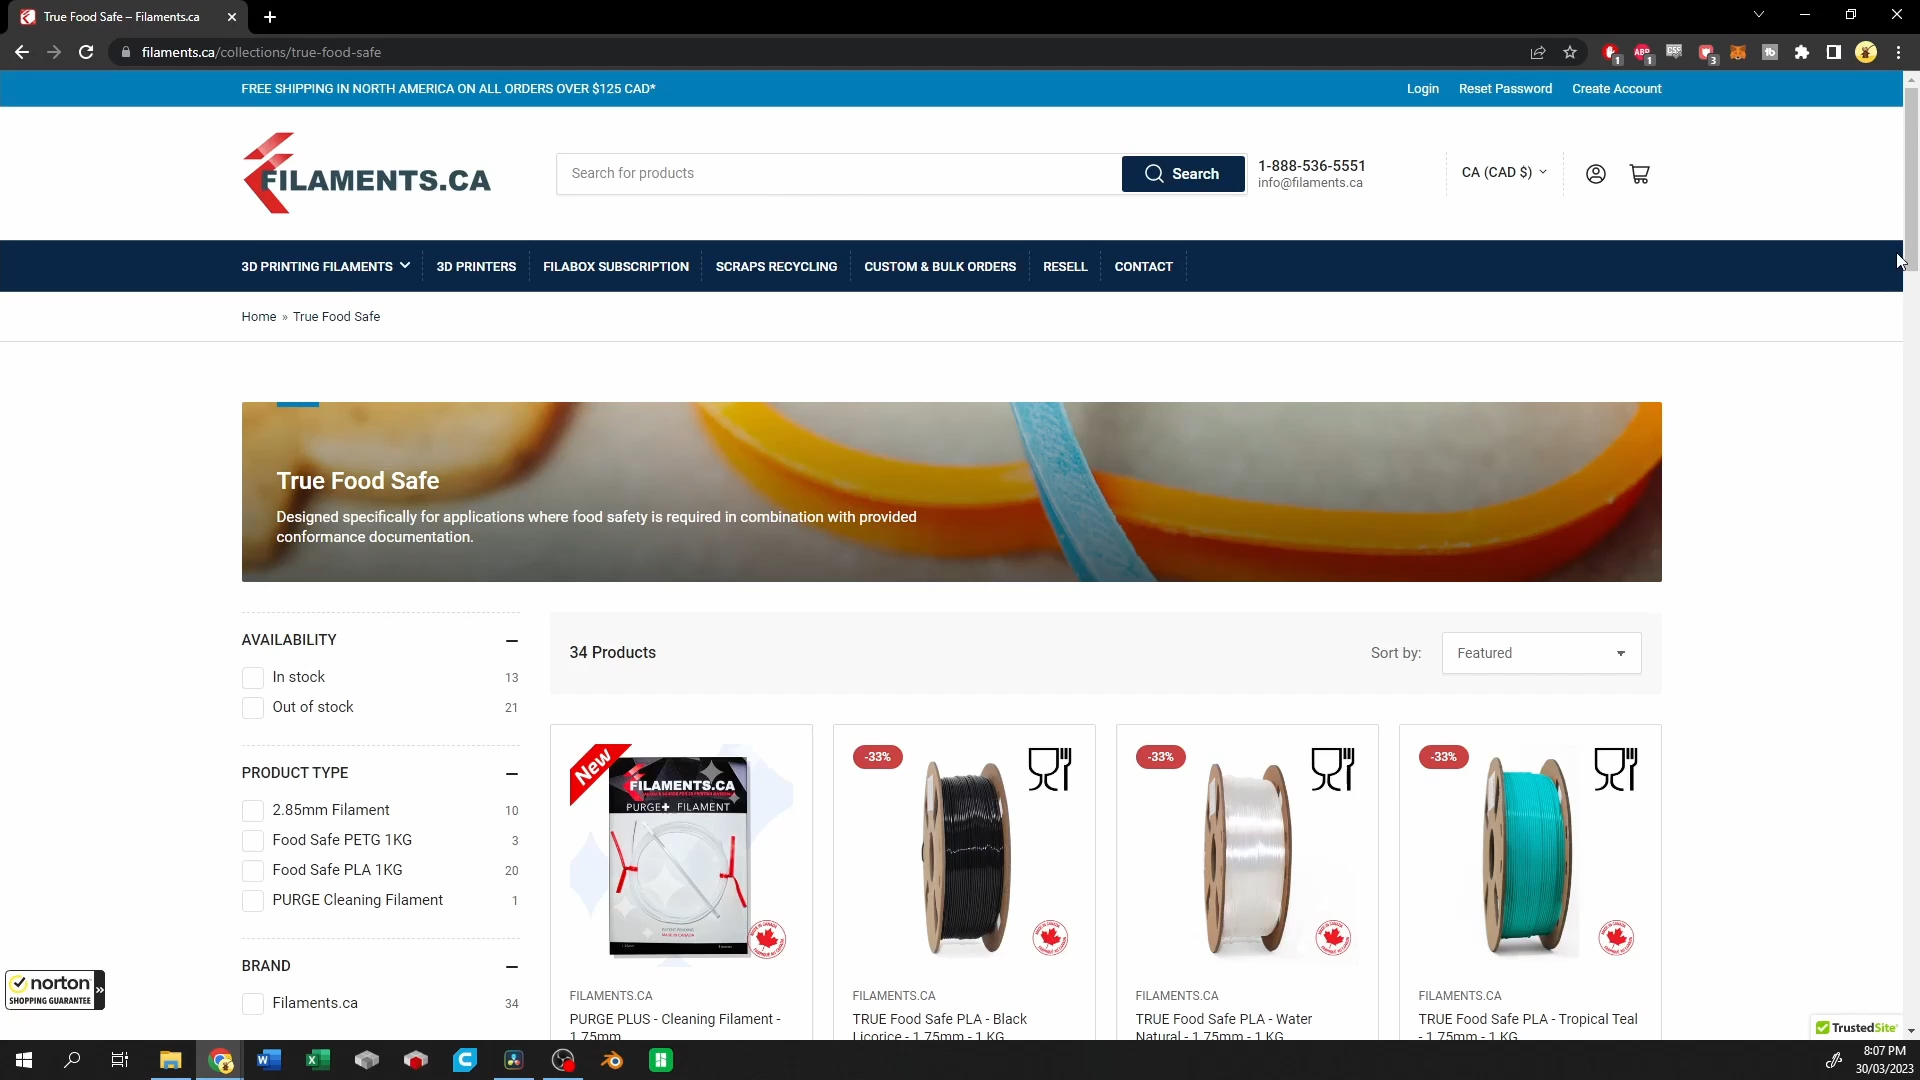 True Food Safe – Filaments.ca
filaments.ca/collections/true-food-safe
FREE SHIPPING IN NORTH AMERICA ON ALL ORDERS OVER $125 CAD*
Login
Reset Password
Create Account
FILAMENTS.CA
Search for products
Search
1-888-536-5551
info@filaments.ca
CA (CAD $)
3D PRINTING FILAMENTS
3D PRINTERS
FILABOX SUBSCRIPTION
SCRAPS RECYCLING
CUSTOM & BULK ORDERS
RESELL
CONTACT
Home » True Food Safe
True Food Safe
Designed specifically for applications where food safety is required in combination with provided
conformance documentation.
AVAILABILITY
In stock 13
Out of stock 21
PRODUCT TYPE
2.85mm Filament 10
Food Safe PETG 1KG 3
Food Safe PLA 1KG 20
PURGE Cleaning Filament 1
BRAND
Filaments.ca 34
34 Products
Sort by:
Featured
New
FILAMENTS.CA
PURGE+ FILAMENT
FILAMENTS.CA
PURGE PLUS - Cleaning Filament -
1.75mm
-33%
FILAMENTS.CA
TRUE Food Safe PLA - Black
Licorice - 1.75mm - 1 KG
-33%
FILAMENTS.CA
TRUE Food Safe PLA - Water
Natural - 1.75mm - 1 KG
-33%
FILAMENTS.CA
TRUE Food Safe PLA - Tropical Teal
- 1.75mm - 1 KG
norton
SHOPPING GUARANTEE
TrustedSite
8:07 PM
30/03/2023